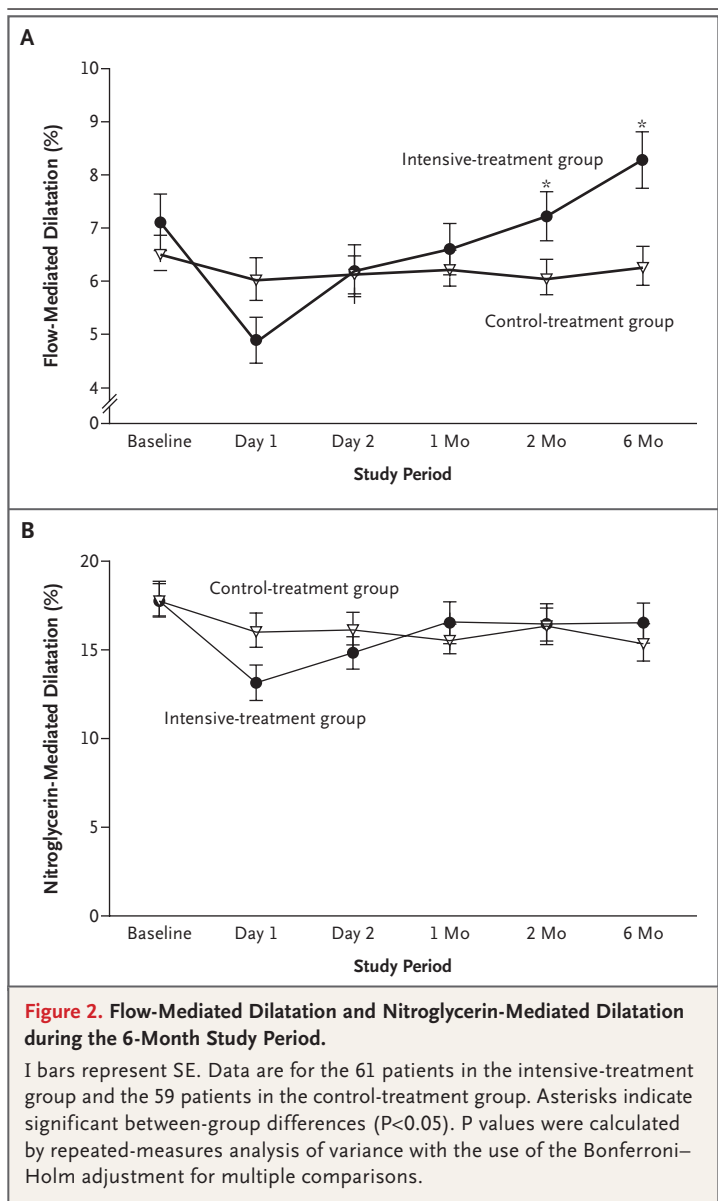 A
10
9
8
7
6
5
4
0
Flow-Mediated Dilatation (%)
Intensive-treatment group
*
*
Control-treatment group
Baseline Day 1 Day 2 1 Mo 2 Mo 6 Mo
Study Period
B
20
15
10
5
0
Nitroglycerin-Mediated Dilatation (%)
Control-treatment group
Intensive-treatment group
Baseline Day 1 Day 2 1 Mo 2 Mo 6 Mo
Study Period
Figure 2. Flow-Mediated Dilatation and Nitroglycerin-Mediated Dilatation
during the 6-Month Study Period.
I bars represent SE. Data are for the 61 patients in the intensive-treatment
group and the 59 patients in the control-treatment group. Asterisks indicate
significant between-group differences (P<0.05). P values were calculated
by repeated-measures analysis of variance with the use of the Bonferroni–
Holm adjustment for multiple comparisons.